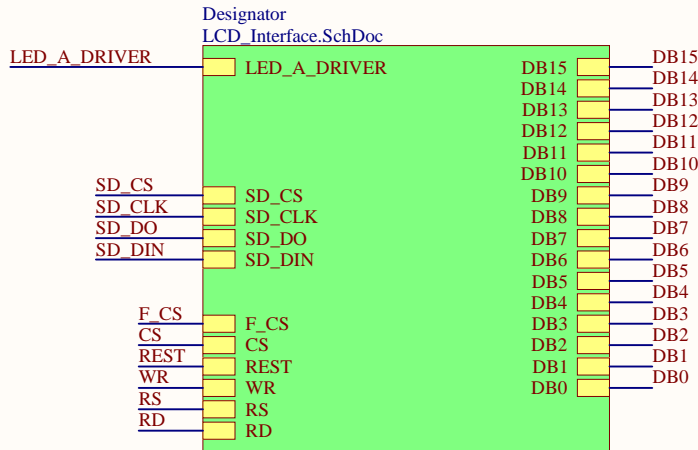 Designator
LCD_Interface.SchDoc
LED_A_DRIVER LED_A_DRIVER DB15 DB15
DB14 DB14
DB13 DB13
DB12 DB12
DB11 DB11
DB10 DB10
SD_CS SD_CS DB9 DB9
SD_CLK SD_CLK DB8 DB8
SD_DO SD_DO DB7 DB7
SD_DIN SD_DIN DB6 DB6
DB5 DB5
DB4 DB4
F_CS F_CS DB3 DB3
CS CS DB2 DB2
REST REST DB1 DB1
WR WR DB0 DB0
RS RS
RD RD